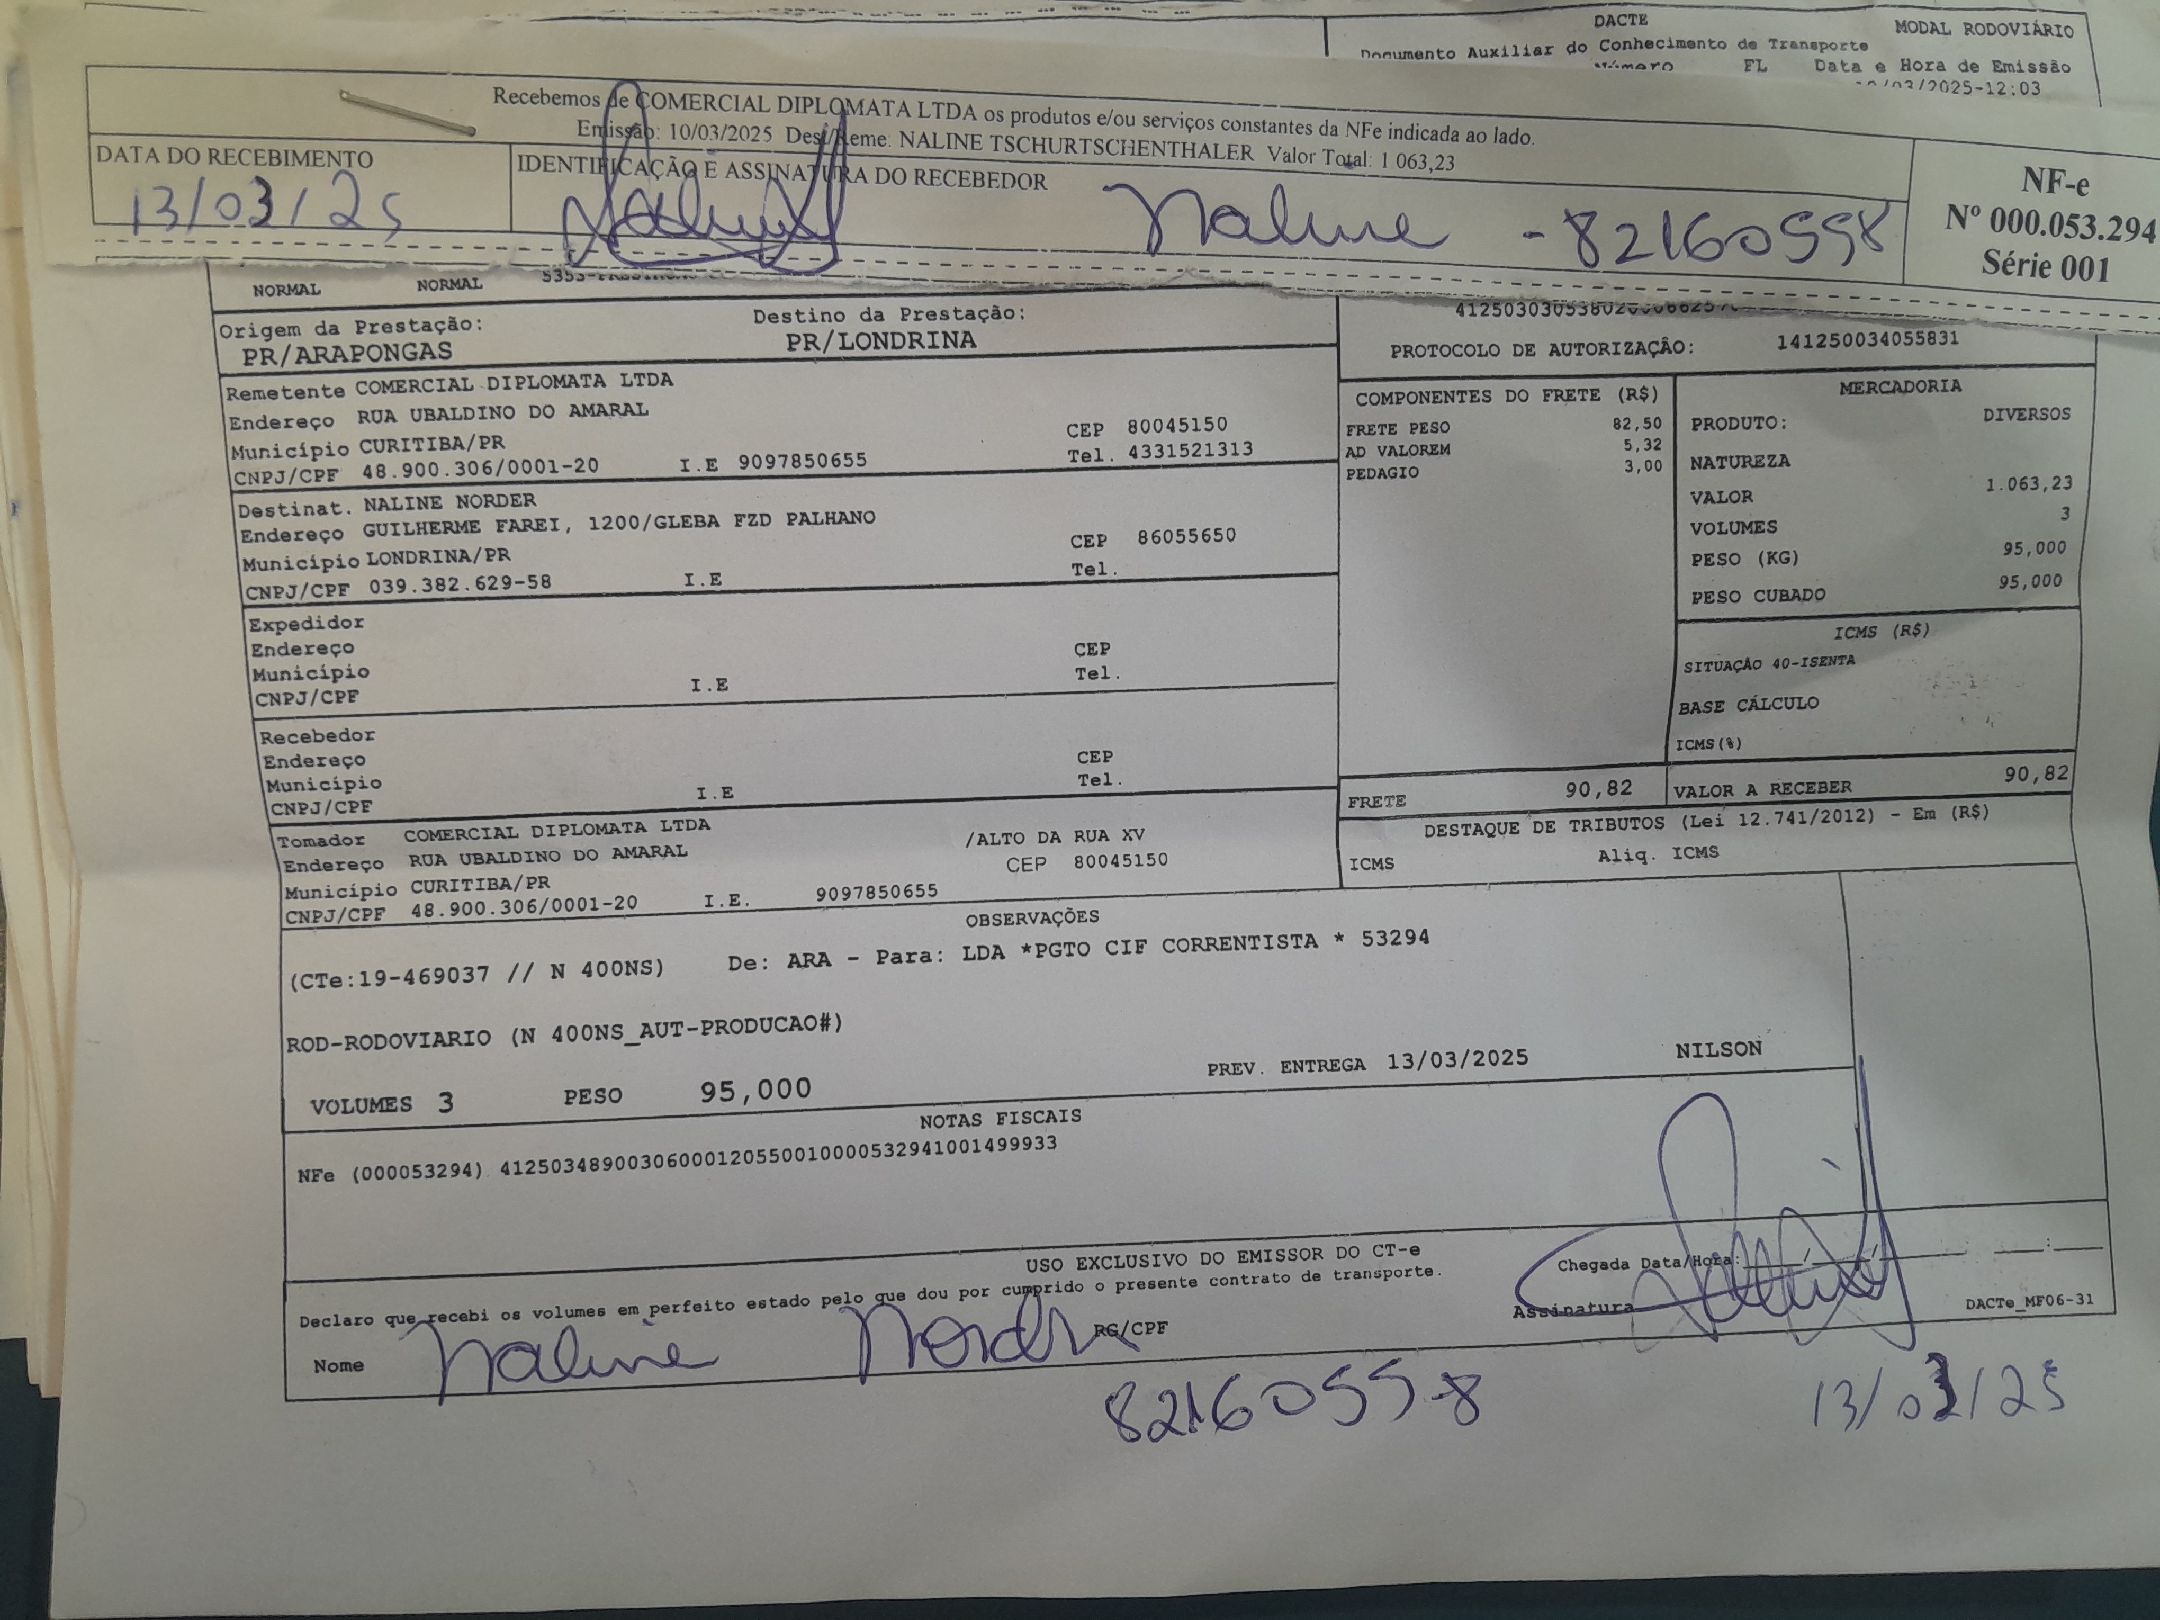 DACTE
MODAL RODOVIÁRIO
Documento Auxiliar do Conhecimento de Transporte
Número FL Data e Hora de Emissão
/03/2025-12:03
Recebemos de COMERCIAL DIPLOMATA LTDA os produtos e/ou serviços constantes da NFe indicada ao lado.
Emissão: 10/03/2025 Des/Reme: NALINE TSCHURTSCHENTHALER Valor Total: 1 063,23
DATA DO RECEBIMENTO
13/03/25
IDENTIFICAÇÃO E ASSINATURA DO RECEBEDOR
Naline - 82160558
NF-e
Nº 000.053.294
Série 001
NORMAL NORMAL
Origem da Prestação:
PR/ARAPONGAS
Destino da Prestação:
PR/LONDRINA
PROTOCOLO DE AUTORIZAÇÂO: 141250034055831
Remetente COMERCIAL DIPLOMATA LTDA
Endereço RUA UBALDINO DO AMARAL
Município CURITIBA/PR CEP 80045150
CNPJ/CPF 48.900.306/0001-20 I.E 9097850655 Tel. 4331521313
Destinat. NALINE NORDER
Endereço GUILHERME FAREI, 1200/GLEBA FZD PALHANO
Município LONDRINA/PR CEP 86055650
CNPJ/CPF 039.382.629-58 I.E Tel.
Expedidor
Endereço CEP
Município Tel.
CNPJ/CPF I.E
Recebedor
Endereço CEP
Município Tel.
CNPJ/CPF I.E
Tomador COMERCIAL DIPLOMATA LTDA
Endereço RUA UBALDINO DO AMARAL /ALTO DA RUA XV
Município CURITIBA/PR CEP 80045150
CNPJ/CPF 48.900.306/0001-20 I.E. 9097850655
COMPONENTES DO FRETE (R$)
FRETE PESO 82,50
AD VALOREM 5,32
PEDAGIO 3,00
MERCADORIA
PRODUTO: DIVERSOS
NATUREZA
VALOR 1.063,23
VOLUMES 3
PESO (KG) 95,000
PESO CUBADO 95,000
ICMS (R$)
SITUAÇÃO 40-ISENTA
BASE CÁLCULO
ICMS(%)
FRETE 90,82
VALOR A RECEBER 90,82
DESTAQUE DE TRIBUTOS (Lei 12.741/2012) - Em (R$)
ICMS Aliq. ICMS
OBSERVAÇÕES
(CTe:19-469037 // N 400NS) De: ARA - Para: LDA *PGTO CIF CORRENTISTA * 53294
ROD-RODOVIARIO (N 400NS_AUT-PRODUCAO#)
PREV. ENTREGA 13/03/2025 NILSON
VOLUMES 3 PESO 95,000
NOTAS FISCAIS
NFe (000053294) 41250348900306000120550010000532941001499933
USO EXCLUSIVO DO EMISSOR DO CT-e
Declaro que recebi os volumes em perfeito estado pelo que dou por cumprido o presente contrato de transporte.
Chegada Data/Hora: / / :
Nome Naline Norder RG/CPF
Assinatura
DACTe_MF06-31
8216055-8
13/03/25